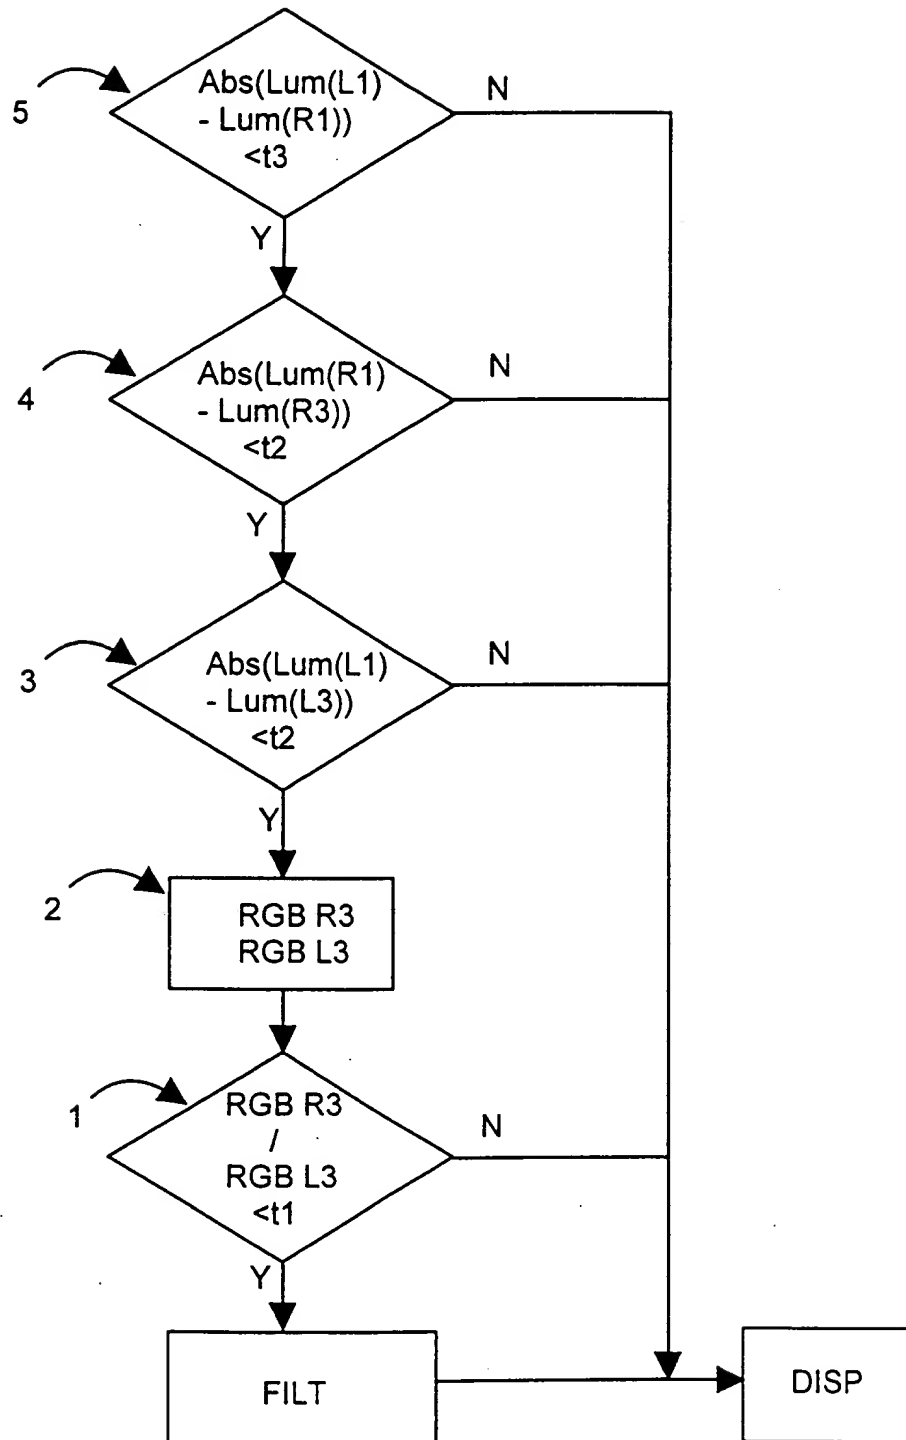 5
Abs(Lum(L1)
- Lum(R1))
<t3
N
Y
4
Abs(Lum(R1)
- Lum(R3))
<t2
N
Y
3
Abs(Lum(L1)
- Lum(L3))
<t2
N
Y
2
RGB R3
RGB L3
1
RGB R3
/
RGB L3
<t1
N
Y
FILT
DISP